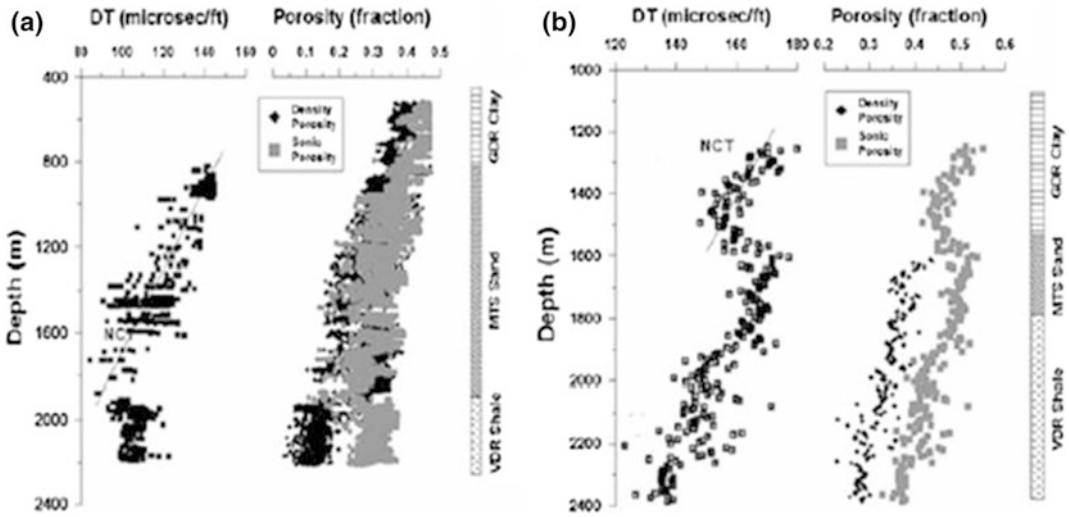 (a)
DT (microsec/ft)
Porosity (fraction)
80 100 120 140 160
0 0.1 0.2 0.3 0.4 0.5
400
800
1200
1600
2000
2400
Depth (m)
Density
Porosity
Sonic
Porosity
NCT
GOR Clay
MTS Sand
VDR Shale
(b)
DT (microsec/ft)
Porosity (fraction)
120 140 160 180
0.2 0.3 0.4 0.5 0.6
1000
1200
1400
1600
1800
2000
2200
2400
Depth (m)
NCT
Density
Porosity
Sonic
Porosity
GOR Clay
MTS Sand
VDR Shale